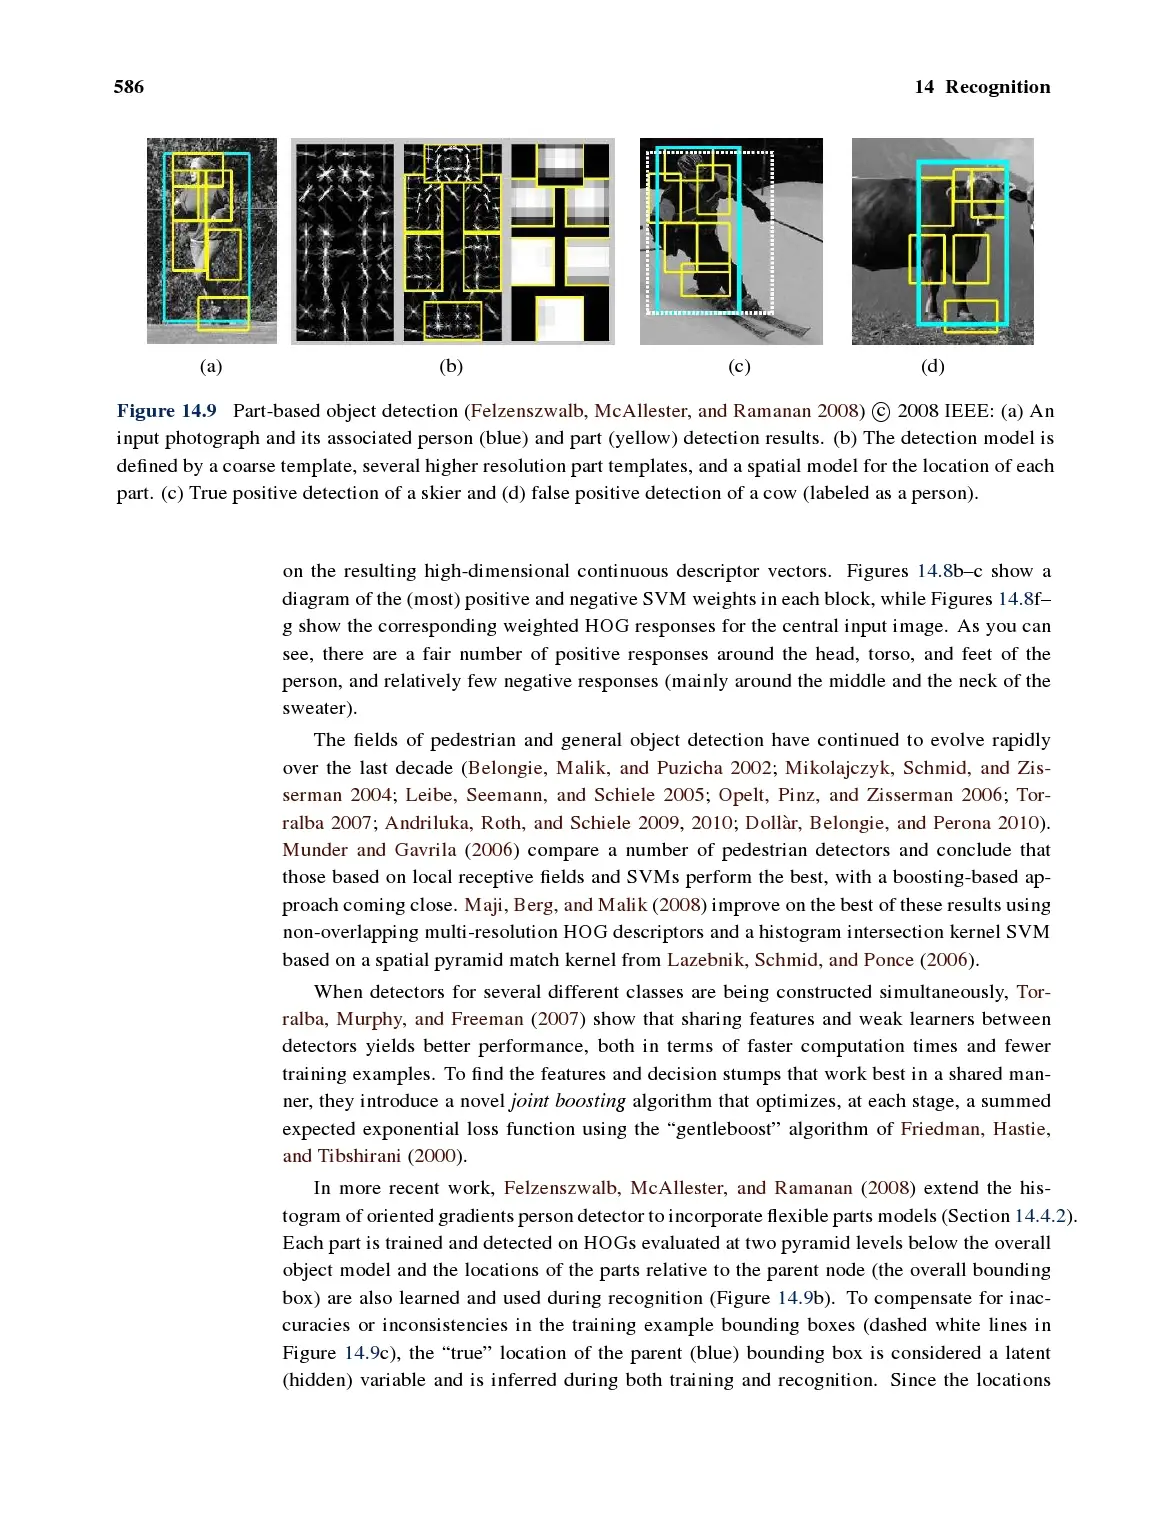 586
14 Recognition
(a)
(b)
(c)
(d)
Figure 14.9 Part-based object detection (Felzenszwalb, McAllester, and Ramanan 2008) © 2008 IEEE: (a) An
input photograph and its associated person (blue) and part (yellow) detection results. (b) The detection model is
defined by a coarse template, several higher resolution part templates, and a spatial model for the location of each
part. (c) True positive detection of a skier and (d) false positive detection of a cow (labeled as a person).
on the resulting high-dimensional continuous descriptor vectors. Figures 14.8b–c show a
diagram of the (most) positive and negative SVM weights in each block, while Figures 14.8f–
g show the corresponding weighted HOG responses for the central input image. As you can
see, there are a fair number of positive responses around the head, torso, and feet of the
person, and relatively few negative responses (mainly around the middle and the neck of the
sweater).
The fields of pedestrian and general object detection have continued to evolve rapidly
over the last decade (Belongie, Malik, and Puzicha 2002; Mikolajczyk, Schmid, and Zis-
serman 2004; Leibe, Seemann, and Schiele 2005; Opelt, Pinz, and Zisserman 2006; Tor-
ralba 2007; Andriluka, Roth, and Schiele 2009, 2010; Dollàr, Belongie, and Perona 2010).
Munder and Gavrila (2006) compare a number of pedestrian detectors and conclude that
those based on local receptive fields and SVMs perform the best, with a boosting-based ap-
proach coming close. Maji, Berg, and Malik (2008) improve on the best of these results using
non-overlapping multi-resolution HOG descriptors and a histogram intersection kernel SVM
based on a spatial pyramid match kernel from Lazebnik, Schmid, and Ponce (2006).
When detectors for several different classes are being constructed simultaneously, Tor-
ralba, Murphy, and Freeman (2007) show that sharing features and weak learners between
detectors yields better performance, both in terms of faster computation times and fewer
training examples. To find the features and decision stumps that work best in a shared man-
ner, they introduce a novel joint boosting algorithm that optimizes, at each stage, a summed
expected exponential loss function using the “gentleboost” algorithm of Friedman, Hastie,
and Tibshirani (2000).
In more recent work, Felzenszwalb, McAllester, and Ramanan (2008) extend the his-
togram of oriented gradients person detector to incorporate flexible parts models (Section 14.4.2).
Each part is trained and detected on HOGs evaluated at two pyramid levels below the overall
object model and the locations of the parts relative to the parent node (the overall bounding
box) are also learned and used during recognition (Figure 14.9b). To compensate for inac-
curacies or inconsistencies in the training example bounding boxes (dashed white lines in
Figure 14.9c), the “true” location of the parent (blue) bounding box is considered a latent
(hidden) variable and is inferred during both training and recognition. Since the locations